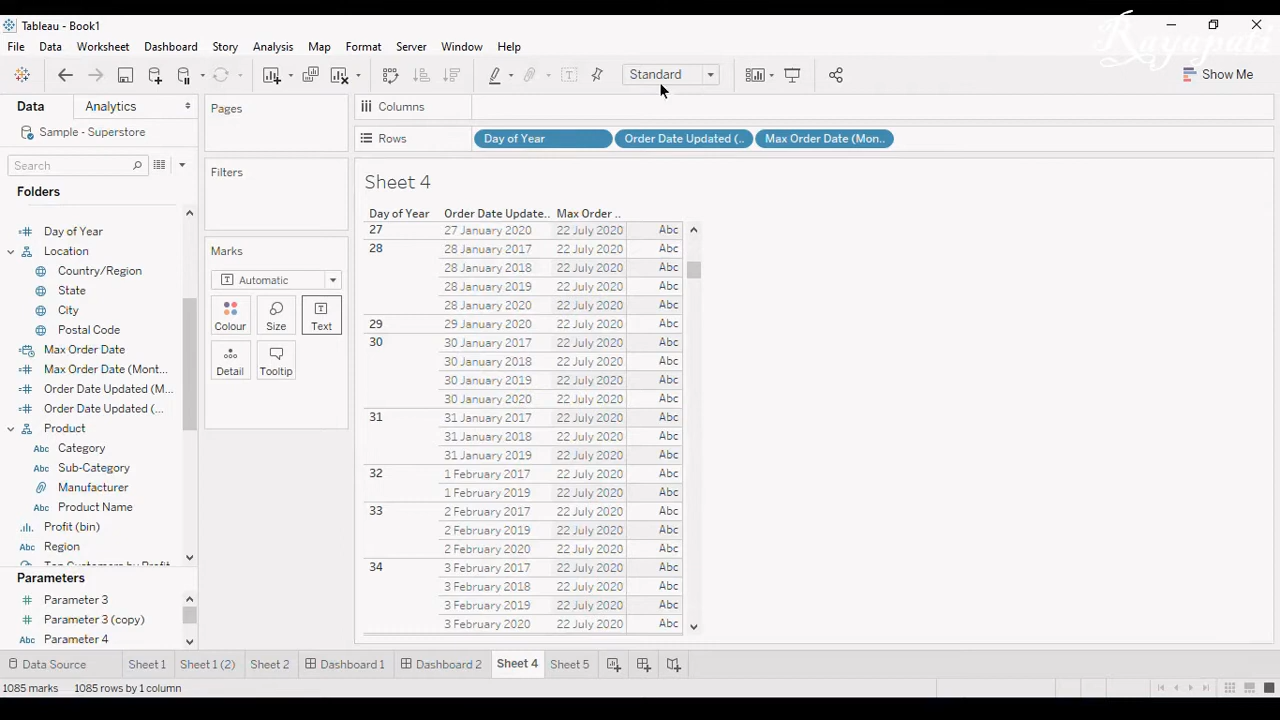 Tableau - Book1
Rayapati
File Data Worksheet Dashboard Story Analysis Map Format Server Window Help
Standard
Show Me
Data Analytics
Pages
Columns
Sample - Superstore
Rows Day of Year Order Date Updated (.. Max Order Date (Mon..
Search
Filters
Folders
Sheet 4
Day of Year Order Date Update.. Max Order ..
Day of Year
Location
Country/Region
State
City
Postal Code
Max Order Date
Max Order Date (Mont...
Order Date Updated (M...
Order Date Updated (...
Product
Abc Category
Abc Sub-Category
Manufacturer
Abc Product Name
Profit (bin)
Abc Region
Top Customers by Profit
Parameters
Parameter 3
Parameter 3 (copy)
Abc Parameter 4
Marks
Automatic
Colour Size Text
Detail Tooltip
27 27 January 2020 22 July 2020 Abc
28 28 January 2017 22 July 2020 Abc
28 January 2018 22 July 2020 Abc
28 January 2019 22 July 2020 Abc
28 January 2020 22 July 2020 Abc
29 29 January 2020 22 July 2020 Abc
30 30 January 2017 22 July 2020 Abc
30 January 2018 22 July 2020 Abc
30 January 2019 22 July 2020 Abc
30 January 2020 22 July 2020 Abc
31 31 January 2017 22 July 2020 Abc
31 January 2018 22 July 2020 Abc
31 January 2019 22 July 2020 Abc
32 1 February 2017 22 July 2020 Abc
1 February 2019 22 July 2020 Abc
33 2 February 2017 22 July 2020 Abc
2 February 2019 22 July 2020 Abc
2 February 2020 22 July 2020 Abc
34 3 February 2017 22 July 2020 Abc
3 February 2018 22 July 2020 Abc
3 February 2019 22 July 2020 Abc
3 February 2020 22 July 2020 Abc
Data Source Sheet 1 Sheet 1 (2) Sheet 2 Dashboard 1 Dashboard 2 Sheet 4 Sheet 5
1085 marks 1085 rows by 1 column